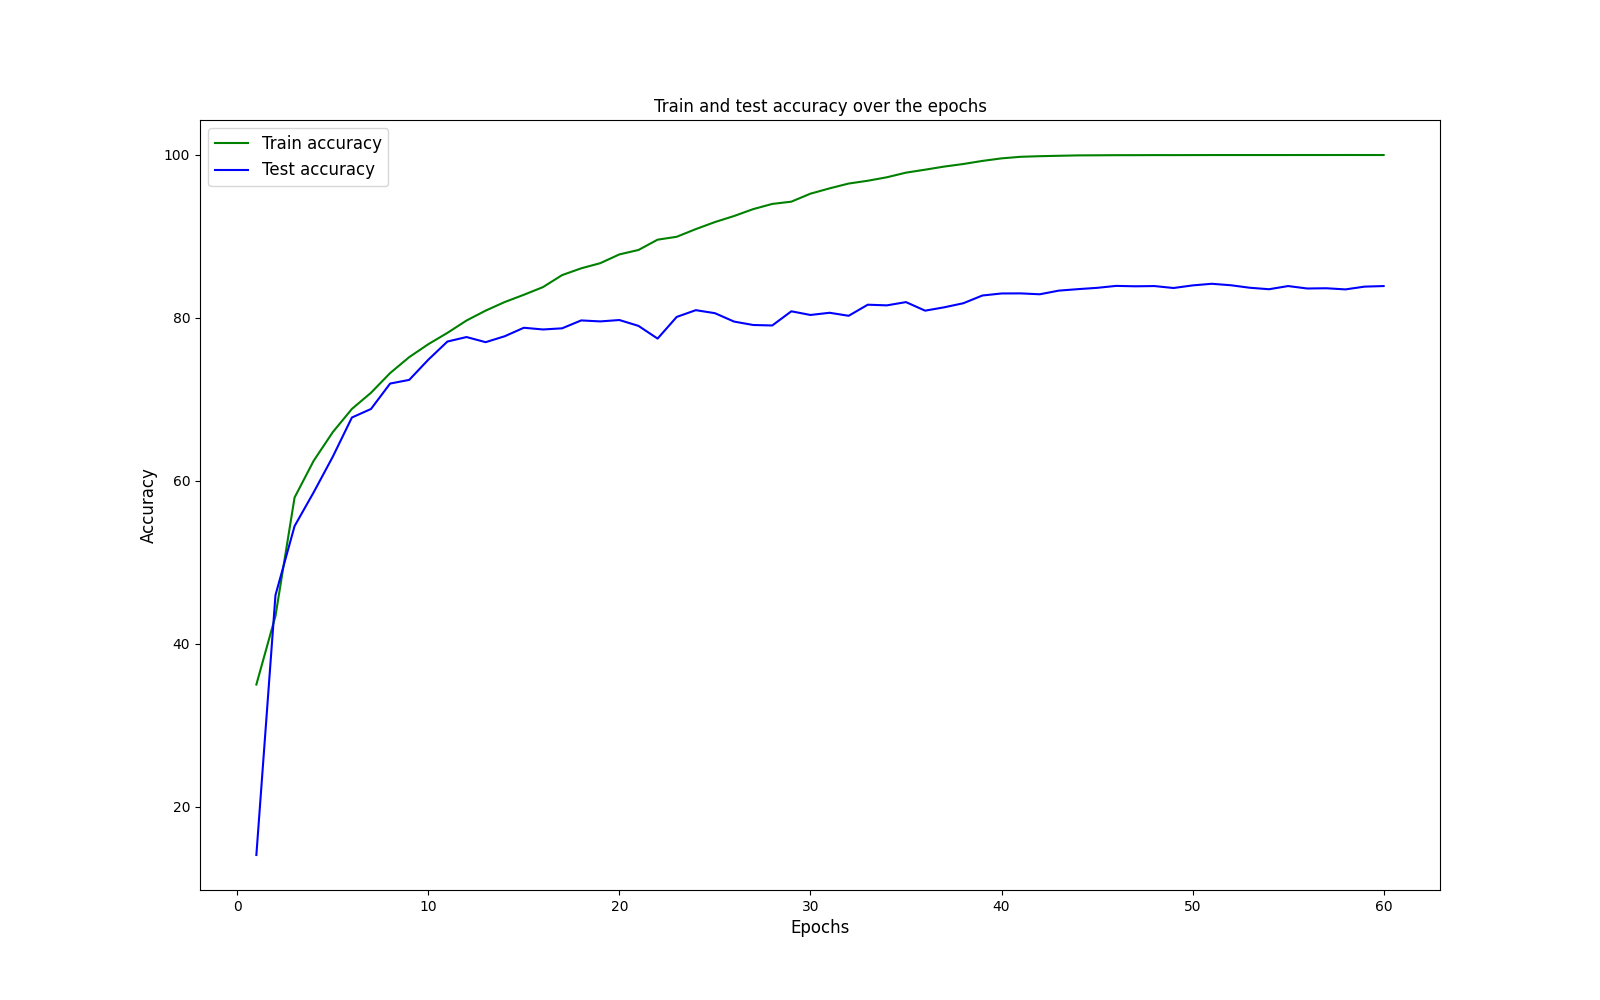 Train and test accuracy over the epochs
Train accuracy
Test accuracy
100
80
60
40
20
Accuracy
0 10 20 30 40 50 60
Epochs